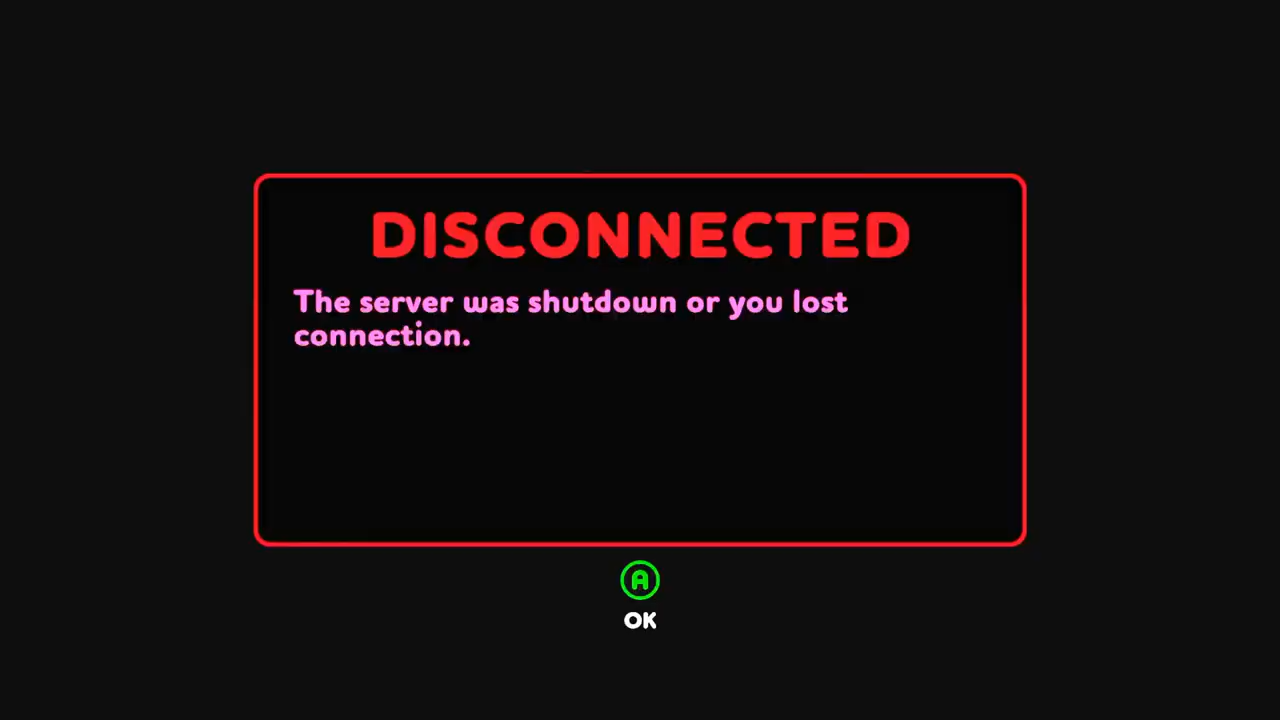 DISCONNECTED
The server was shutdown or you lost
connection.
A
OK